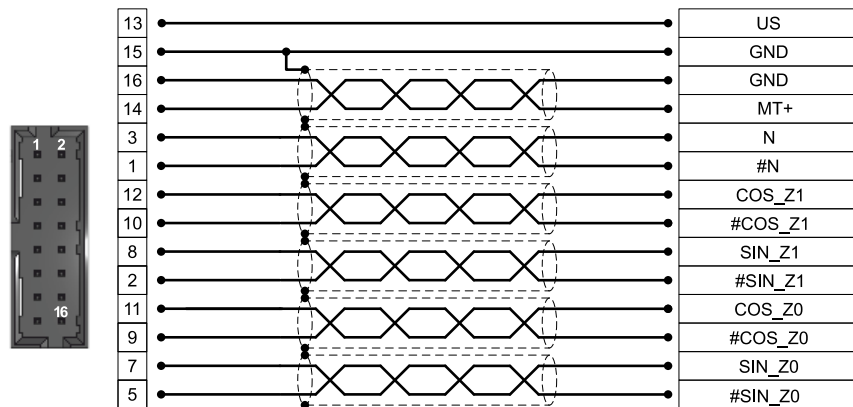 13 US
15 GND
16 GND
14 MT+
3 N
1 #N
12 COS_Z1
10 #COS_Z1
8 SIN_Z1
2 #SIN_Z1
11 COS_Z0
9 #COS_Z0
7 SIN_Z0
5 #SIN_Z0
1 2
16